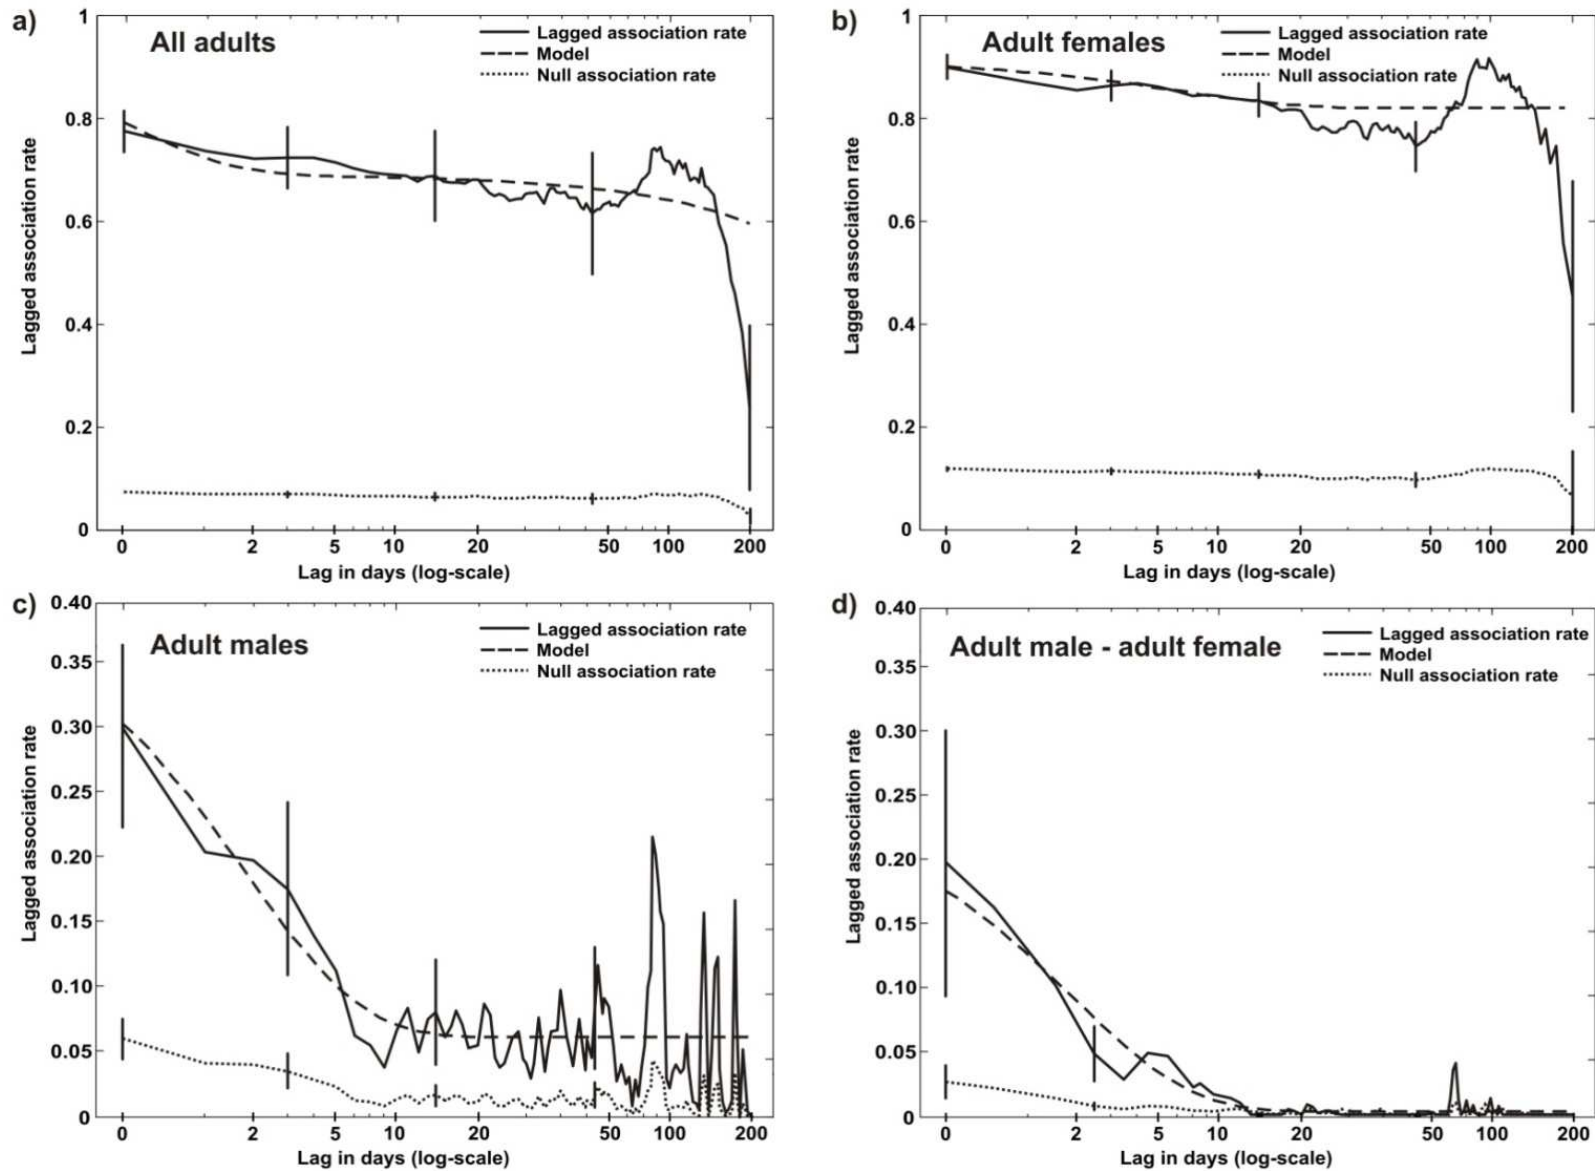 a)
All adults
Lagged association rate
Model
Null association rate
Lagged association rate
1
0.8
0.6
0.4
0.2
0
0 2 5 10 20 50 100 200
Lag in days (log-scale)
b)
Adult females
Lagged association rate
Model
Null association rate
Lagged association rate
1
0.8
0.6
0.4
0.2
0
0 2 5 10 20 50 100 200
Lag in days (log-scale)
c)
Adult males
Lagged association rate
Model
Null association rate
Lagged association rate
0.40
0.35
0.30
0.25
0.20
0.15
0.10
0.05
0
0 2 5 10 20 50 100 200
Lag in days (log-scale)
d)
Adult male - adult female
Lagged association rate
Model
Null association rate
Lagged association rate
0.40
0.35
0.30
0.25
0.20
0.15
0.10
0.05
0
0 2 5 10 20 50 100 200
Lag in days (log-scale)